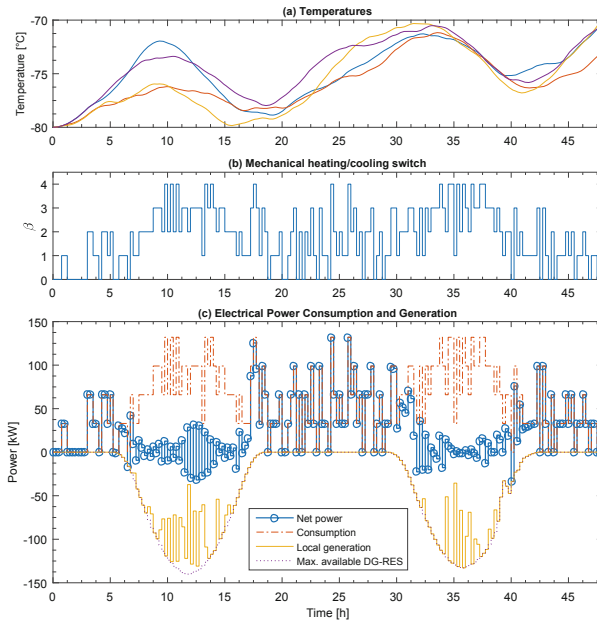 (a) Temperatures
Temperature [°C]
-70
-75
-80
0 5 10 15 20 25 30 35 40 45
(b) Mechanical heating/cooling switch
β
4
3
2
1
0
0 5 10 15 20 25 30 35 40 45
(c) Electrical Power Consumption and Generation
Power [kW]
150
100
50
0
-50
-100
-150
Net power
Consumption
Local generation
Max. available DG-RES
0 5 10 15 20 25 30 35 40 45
Time [h]